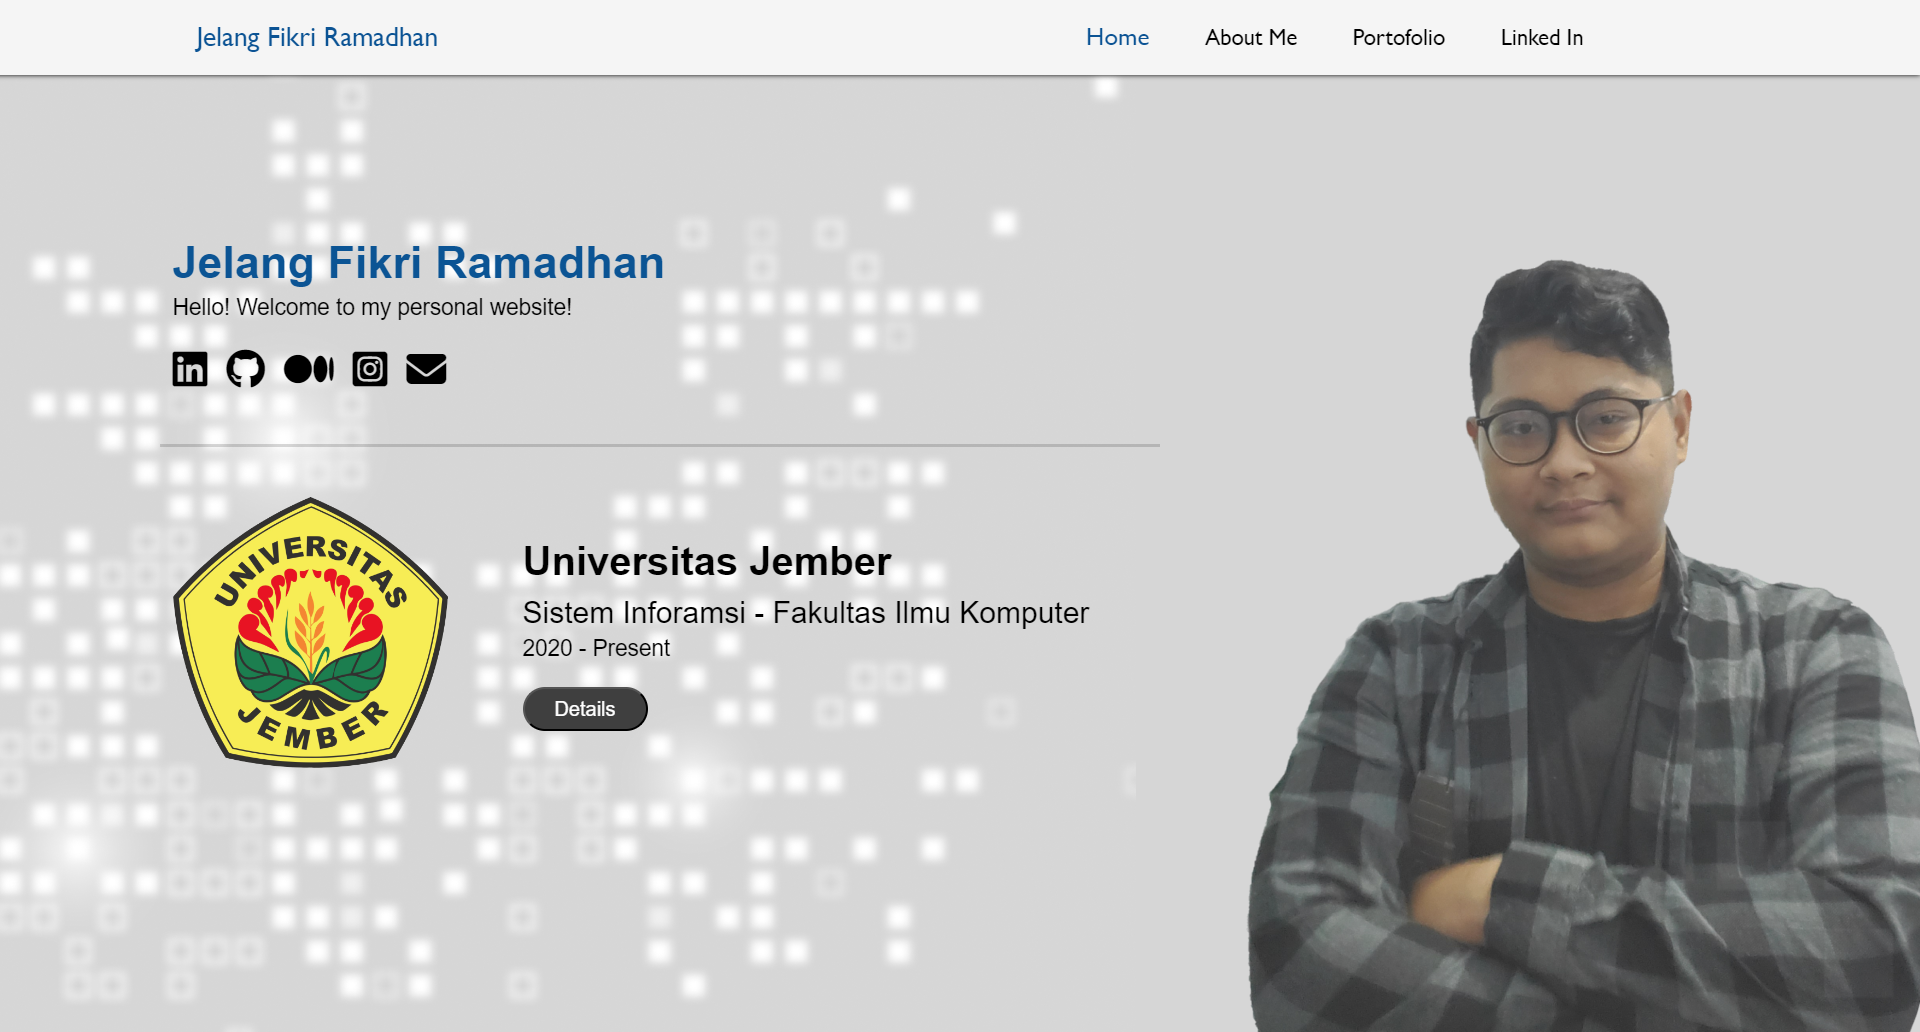 Jelang Fikri Ramadhan
Home
About Me
Portofolio
Linked In
Jelang Fikri Ramadhan
Hello! Welcome to my personal website!
in
UNIVERSITAS
JEMBER
Universitas Jember
Sistem Inforamsi - Fakultas Ilmu Komputer
2020 - Present
Details